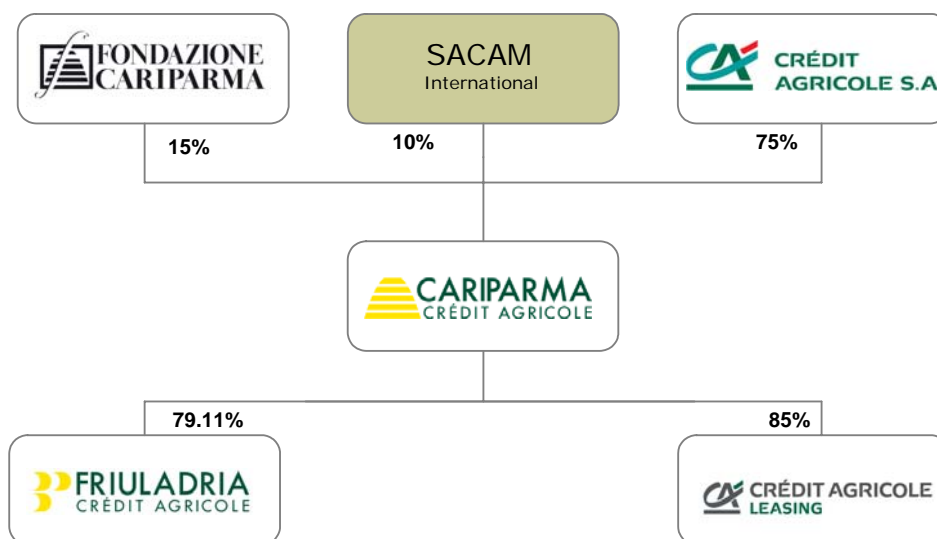 FONDAZIONE
CARIPARMA
SACAM
International
CRÉDIT
AGRICOLE S.A
15%
10%
75%
CARIPARMA
CRÉDIT AGRICOLE
79.11%
85%
FRIULADRIA
CRÉDIT AGRICOLE
CRÉDIT AGRICOLE
LEASING